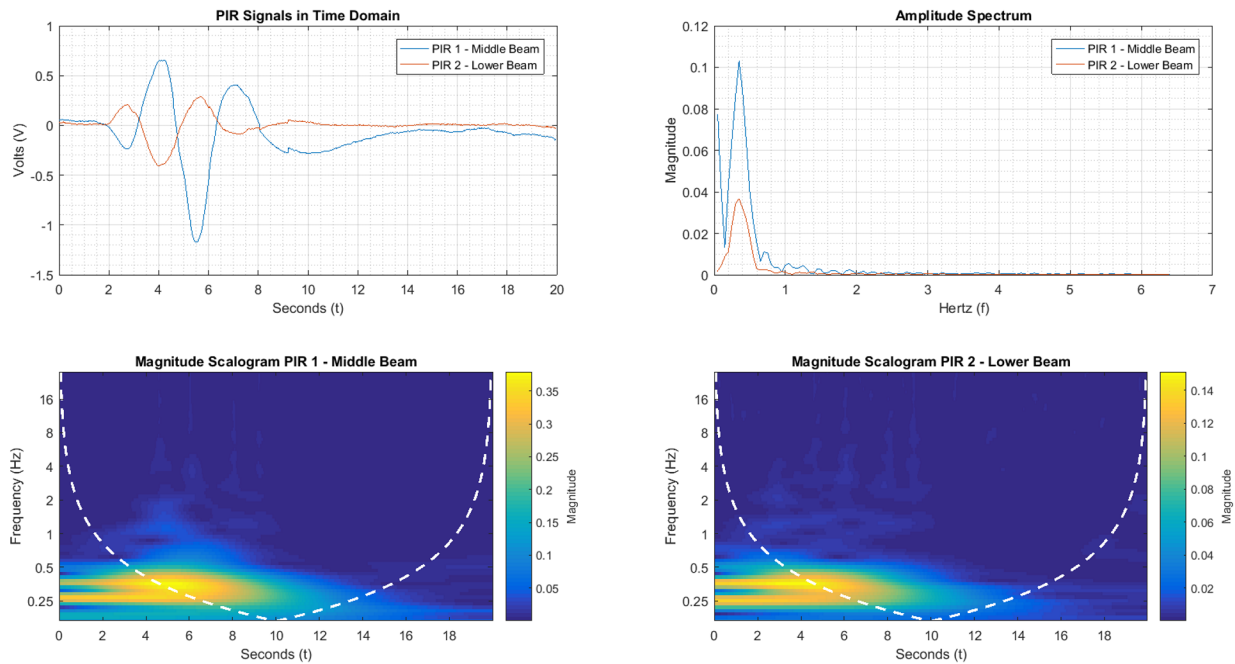 PIR Signals in Time Domain
1
0.5
0
-0.5
-1
-1.5
Volts (V)
PIR 1 - Middle Beam
PIR 2 - Lower Beam
0 2 4 6 8 10 12 14 16 18 20
Seconds (t)
Amplitude Spectrum
0.12
0.1
0.08
0.06
0.04
0.02
0
Magnitude
PIR 1 - Middle Beam
PIR 2 - Lower Beam
0 1 2 3 4 5 6 7
Hertz (f)
Magnitude Scalogram PIR 1 - Middle Beam
16
8
4
2
1
0.5
0.25
Frequency (Hz)
0 2 4 6 8 10 12 14 16 18
Seconds (t)
0.35
0.3
0.25
0.2
0.15
0.1
0.05
Magnitude
Magnitude Scalogram PIR 2 - Lower Beam
16
8
4
2
1
0.5
0.25
Frequency (Hz)
0 2 4 6 8 10 12 14 16 18
Seconds (t)
0.14
0.12
0.1
0.08
0.06
0.04
0.02
Magnitude